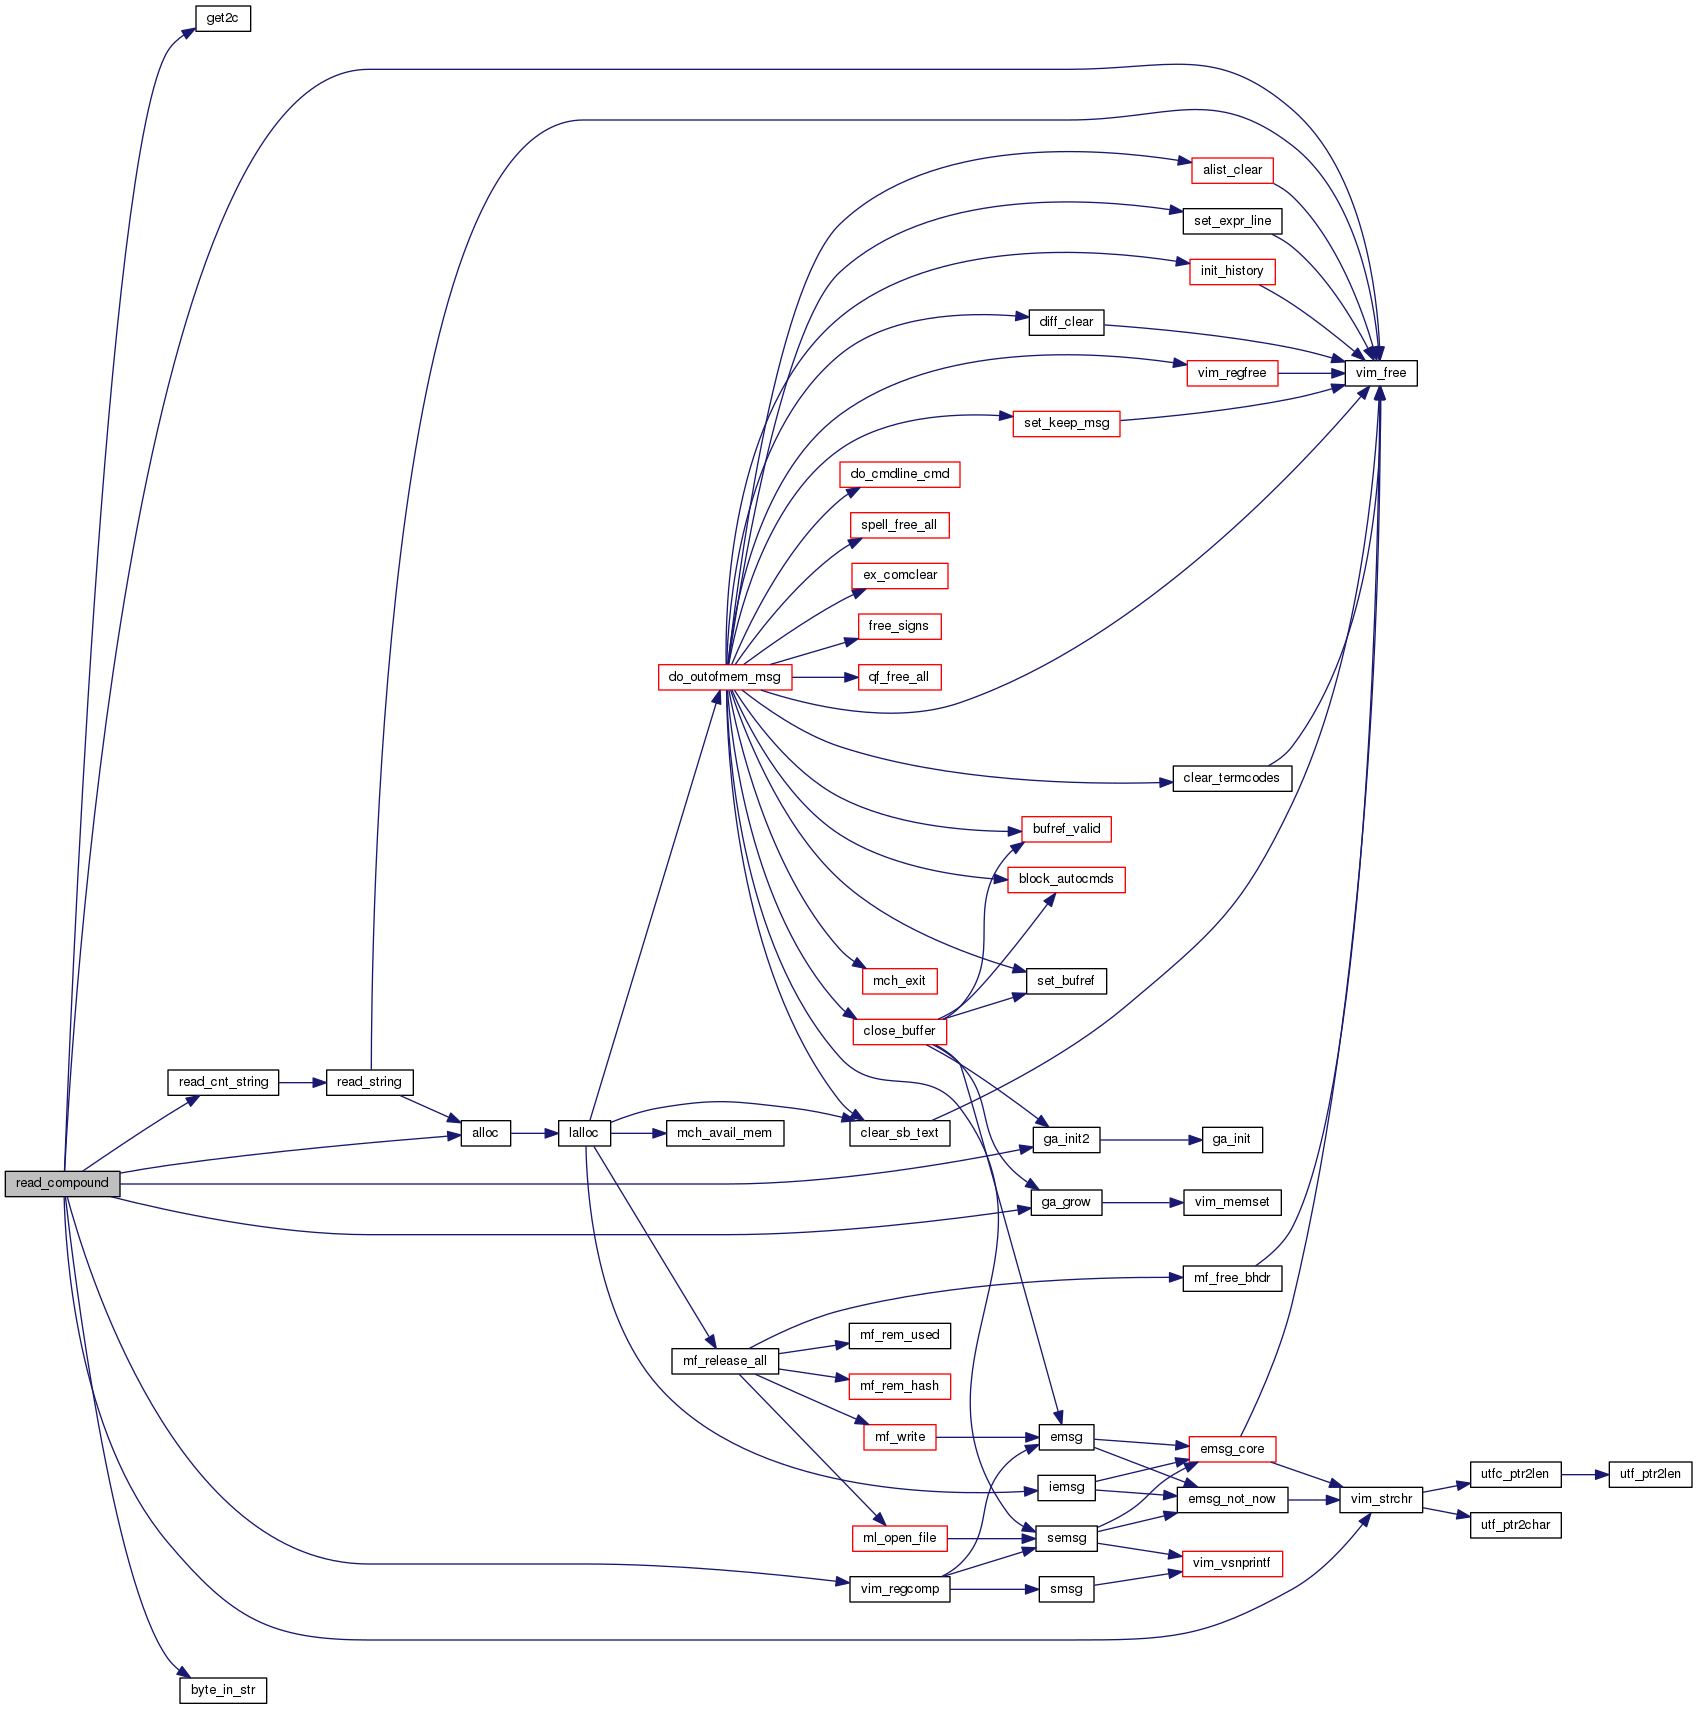 get2c
alist_clear
set_expr_line
init_history
diff_clear
vim_regfree
vim_free
set_keep_msg
do_cmdline_cmd
spell_free_all
ex_comclear
free_signs
do_outofmem_msg
qf_free_all
clear_termcodes
bufref_valid
block_autocmds
mch_exit
set_bufref
close_buffer
read_cnt_string
read_string
alloc
lalloc
mch_avail_mem
clear_sb_text
ga_init2
ga_init
read_compound
ga_grow
vim_memset
mf_free_bhdr
mf_rem_used
mf_release_all
mf_rem_hash
mf_write
emsg
emsg_core
iemsg
emsg_not_now
vim_strchr
utfc_ptr2len
utf_ptr2len
utf_ptr2char
ml_open_file
semsg
vim_vsnprintf
vim_regcomp
smsg
byte_in_str